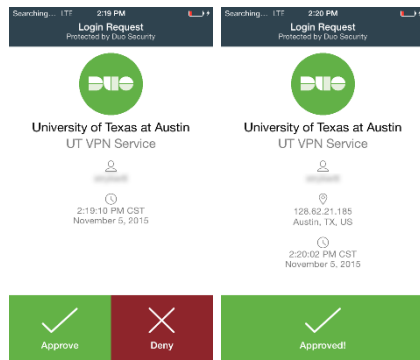 Searching... LTE 2:19 PM
Login Request
Protected by Duo Security
DUO
University of Texas at Austin
UT VPN Service
2:19:10 PM CST
November 5, 2015
Approve
Deny
Searching... LTE 2:20 PM
Login Request
Protected by Duo Security
DUO
University of Texas at Austin
UT VPN Service
128.62.21.185
Austin, TX, US
2:20:02 PM CST
November 5, 2015
Approved!